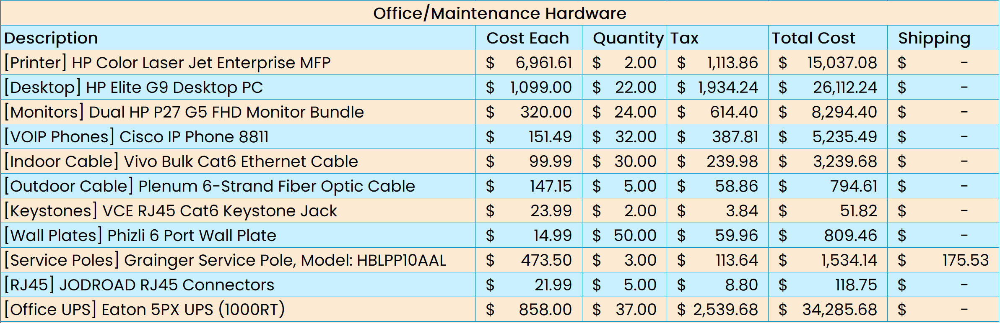 Office/Maintenance Hardware
Description Cost Each Quantity Tax Total Cost Shipping
[Printer] HP Color Laser Jet Enterprise MFP $ 6,961.61 $ 2.00 $ 1,113.86 $ 15,037.08 $ -
[Desktop] HP Elite G9 Desktop PC $ 1,099.00 $ 22.00 $ 1,934.24 $ 26,112.24 $ -
[Monitors] Dual HP P27 G5 FHD Monitor Bundle $ 320.00 $ 24.00 $ 614.40 $ 8,294.40 $ -
[VOIP Phones] Cisco IP Phone 8811 $ 151.49 $ 32.00 $ 387.81 $ 5,235.49 $ -
[Indoor Cable] Vivo Bulk Cat6 Ethernet Cable $ 99.99 $ 30.00 $ 239.98 $ 3,239.68 $ -
[Outdoor Cable] Plenum 6-Strand Fiber Optic Cable $ 147.15 $ 5.00 $ 58.86 $ 794.61 $ -
[Keystones] VCE RJ45 Cat6 Keystone Jack $ 23.99 $ 2.00 $ 3.84 $ 51.82 $ -
[Wall Plates] Phizli 6 Port Wall Plate $ 14.99 $ 50.00 $ 59.96 $ 809.46 $ -
[Service Poles] Grainger Service Pole, Model: HBLPP10AAL $ 473.50 $ 3.00 $ 113.64 $ 1,534.14 $ 175.53
[RJ45] JODROAD RJ45 Connectors $ 21.99 $ 5.00 $ 8.80 $ 118.75 $ -
[Office UPS] Eaton 5PX UPS (1000RT) $ 858.00 $ 37.00 $ 2,539.68 $ 34,285.68 $ -